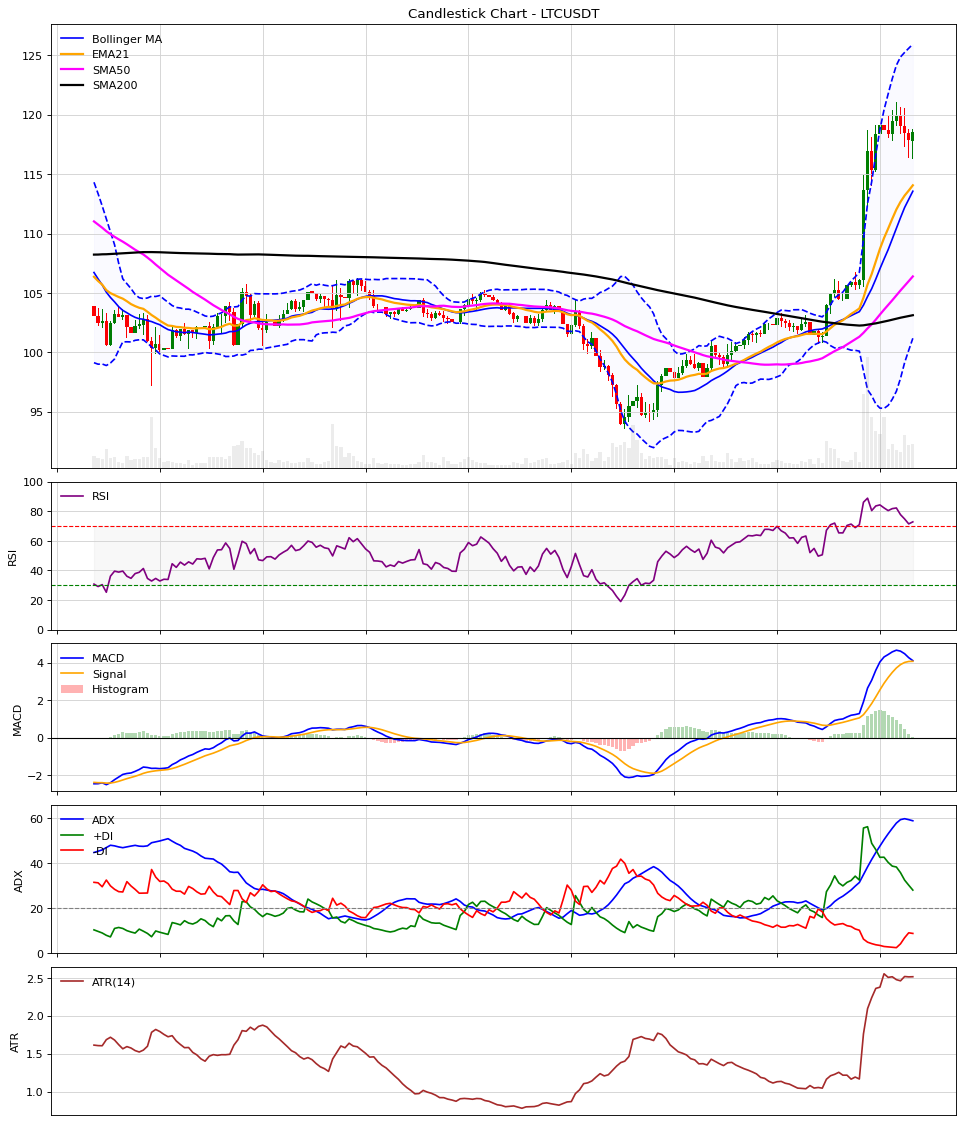 Candlestick Chart - LTCUSDT
Bollinger MA
EMA21
SMA50
SMA200
125
120
115
110
105
100
95
RSI
100
80
60
40
20
0
RSI
MACD
Signal
Histogram
4
2
0
−2
MACD
ADX
+DI
-DI
60
40
20
0
ADX
ATR(14)
2.5
2.0
1.5
1.0
ATR